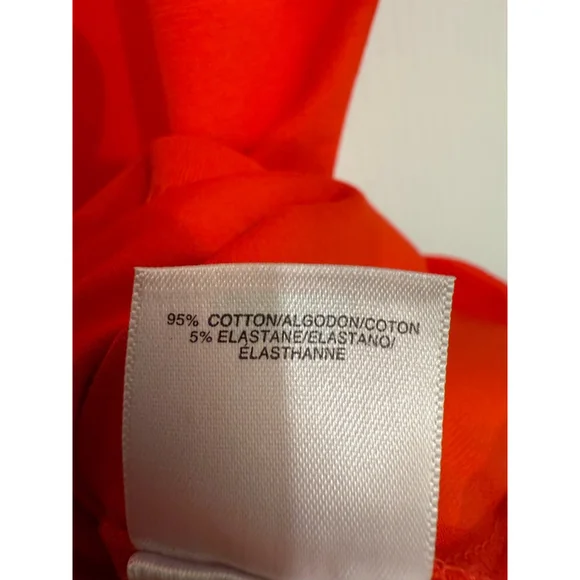 95% COTTON/ALGODON/COTON
5% ELASTANE/ELASTANO/
ÉLASTHANNE